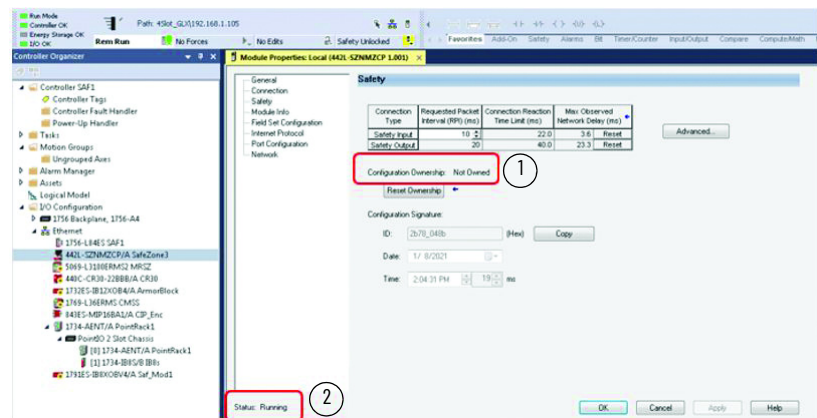 Run Mode
Controller OK
Energy Storage OK
I/O OK
Path: 4Slot_GLX\192.168.1.105
Rem Run
No Forces
No Edits
Safety Unlocked
Favorites Add-On Safety Alarms Bit Timer/Counter Input/Output Compare Compute/Math
Controller Organizer
Module Properties: Local (442L-SZNMZCP 1.001)
Controller SAF1
Controller Tags
Controller Fault Handler
Power-Up Handler
Tasks
Motion Groups
Ungrouped Axes
Alarm Manager
Assets
Logical Model
I/O Configuration
1756 Backplane, 1756-A4
Ethernet
1756-L84ES SAF1
442L-SZNMZCP/A SafeZone3
5069-L3100ERMS2 MRSZ
440C-CR30-22BBB/A CR30
1732ES-IB12XOB4/A ArmorBlock
1769-L36ERMS CMSS
843ES-MIP16BA1/A CIP_Enc
1734-AENT/A PointRack1
PointIO 2 Slot Chassis
[0] 1734-AENT/A PointRack1
[1] 1734-IB8S/B IB8s
1791ES-IB8XOBV4/A Saf_Mod1
General
Connection
Safety
Module Info
Field Set Configuration
Internet Protocol
Port Configuration
Network
Safety
Connection Type
Requested Packet Interval (RPI) (ms)
Connection Reaction Time Limit (ms)
Max Observed Network Delay (ms)
Safety Input 10 22.0 3.6 Reset
Safety Output 20 40.0 23.3 Reset
Advanced...
Configuration Ownership: Not Owned
1
Reset Ownership
Configuration Signature:
ID: 2b78_048b (Hex) Copy
Date: 1/ 8/2021
Time: 2:04:31 PM 19 ms
Status: Running
2
OK Cancel Apply Help